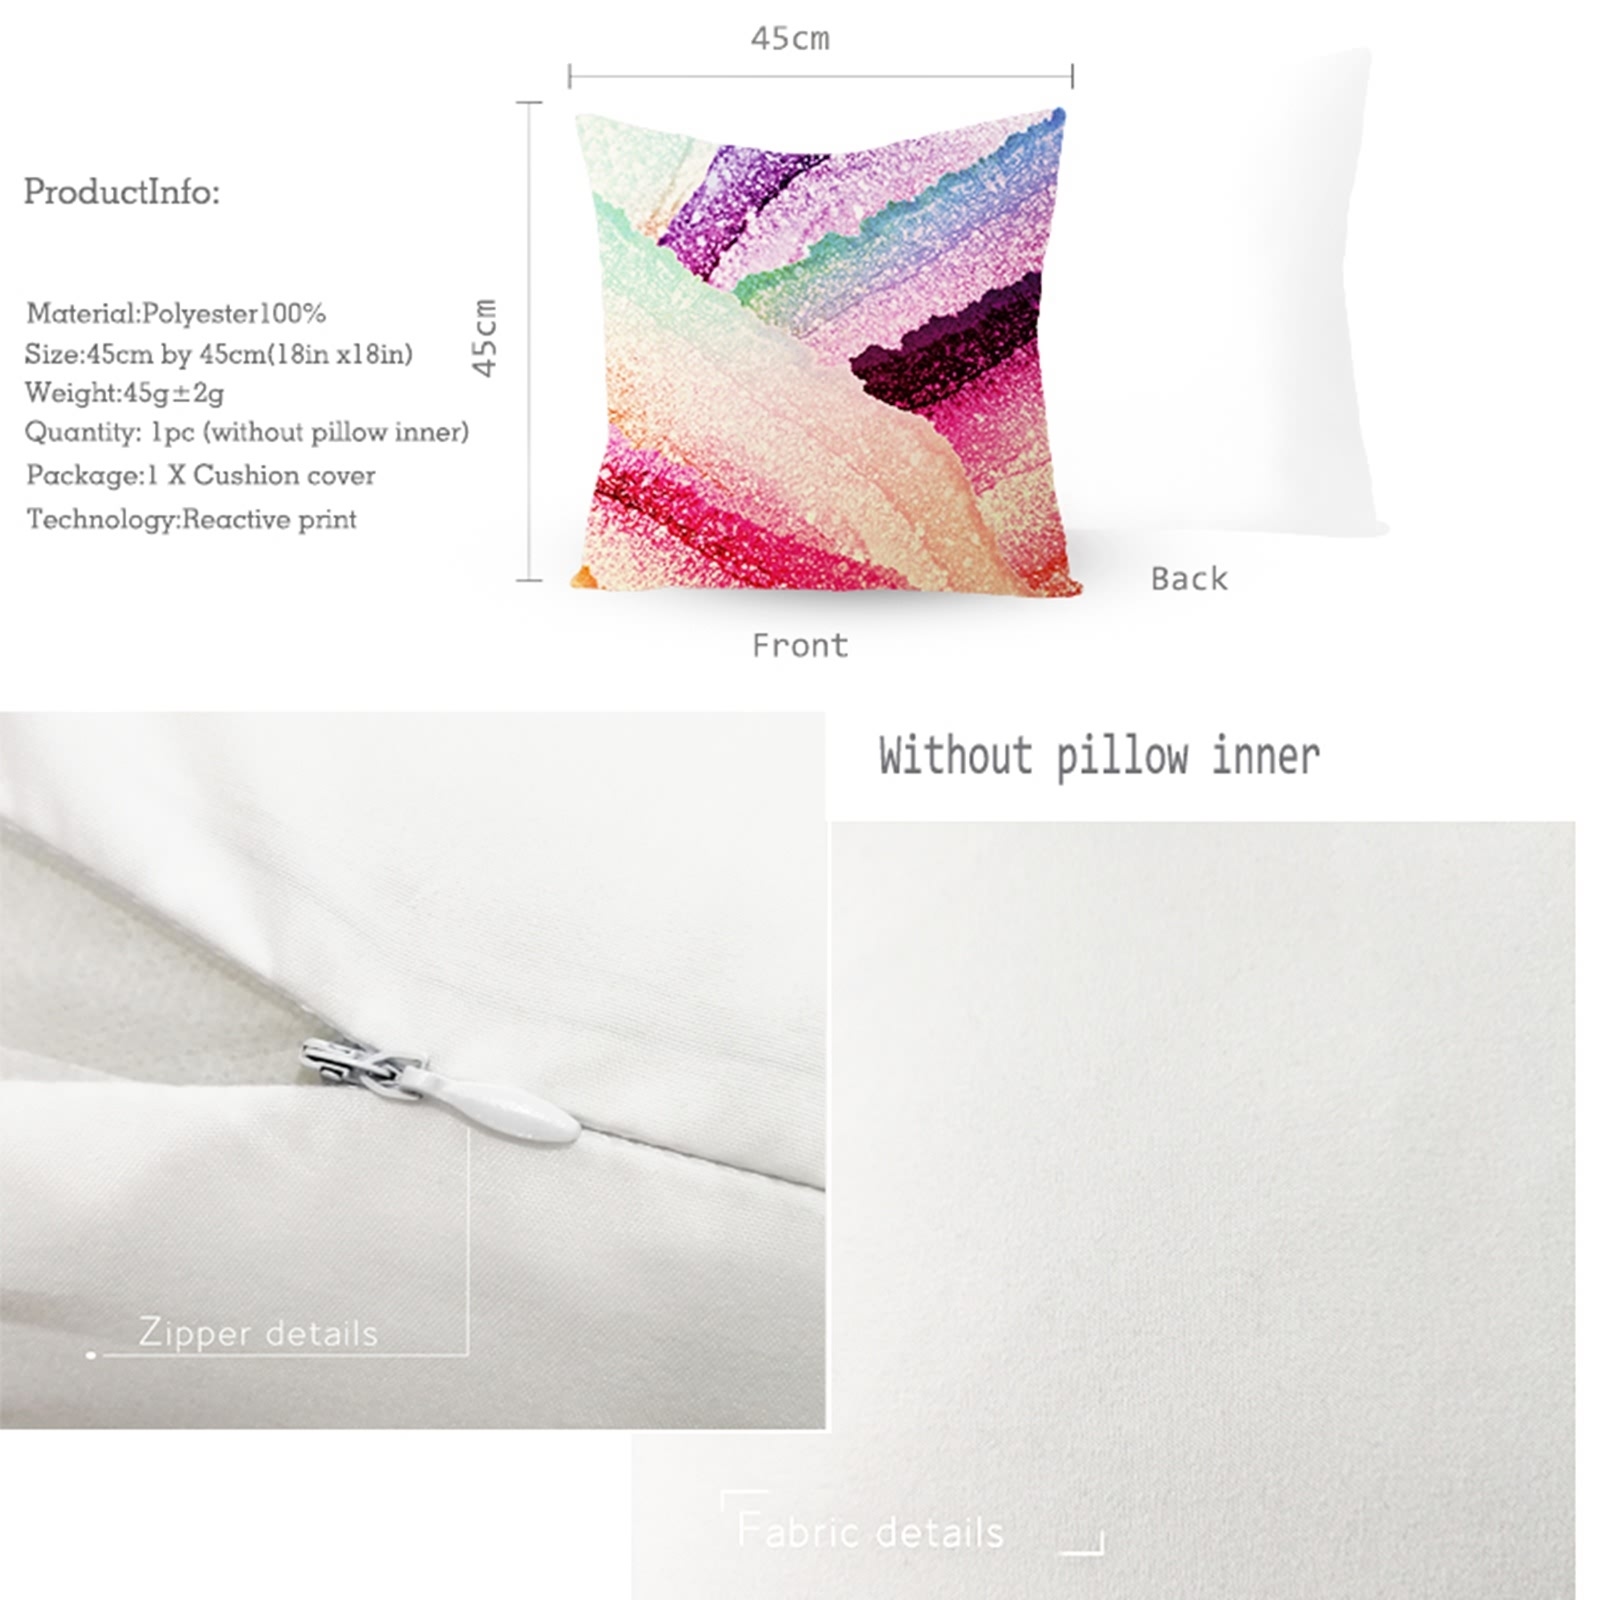 45cm
45cm
ProductInfo:
Material:Polyester100%
Size:45cm by 45cm(18in x18in)
Weight:45g±2g
Quantity: 1pc (without pillow inner)
Package:1 X Cushion cover
Technology:Reactive print
Front
Back
Without pillow inner
Zipper details
Fabric details